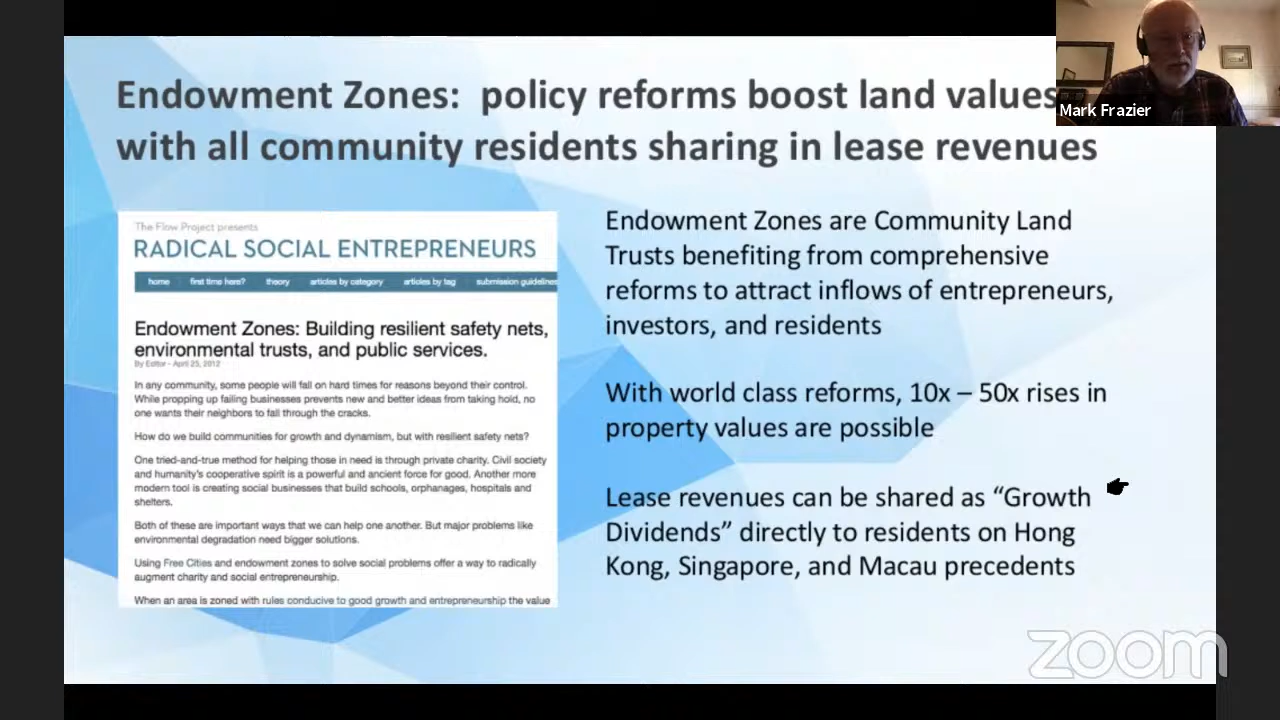 Endowment Zones: policy reforms boost land values
with all community residents sharing in lease revenues
Mark Frazier
The Flow Project presents
RADICAL SOCIAL ENTREPRENEURS
home first time here? theory articles by category articles by tag submission guidelines
Endowment Zones: Building resilient safety nets,
environmental trusts, and public services.
By Editor - April 25, 2012
In any community, some people will fall on hard times for reasons beyond their control.
While propping up failing businesses prevents new and better ideas from taking hold, no
one wants their neighbors to fall through the cracks.
How do we build communities for growth and dynamism, but with resilient safety nets?
One tried-and-true method for helping those in need is through private charity. Civil society
and humanity's cooperative spirit is a powerful and ancient force for good. Another more
modern tool is creating social businesses that build schools, orphanages, hospitals and
shelters.
Both of these are important ways that we can help one another. But major problems like
environmental degradation need bigger solutions.
Using Free Cities and endowment zones to solve social problems offer a way to radically
augment charity and social entrepreneurship.
When an area is zoned with rules conducive to good growth and entrepreneurship the value
Endowment Zones are Community Land
Trusts benefiting from comprehensive
reforms to attract inflows of entrepreneurs,
investors, and residents
With world class reforms, 10x – 50x rises in
property values are possible
Lease revenues can be shared as “Growth
Dividends” directly to residents on Hong
Kong, Singapore, and Macau precedents
zoom